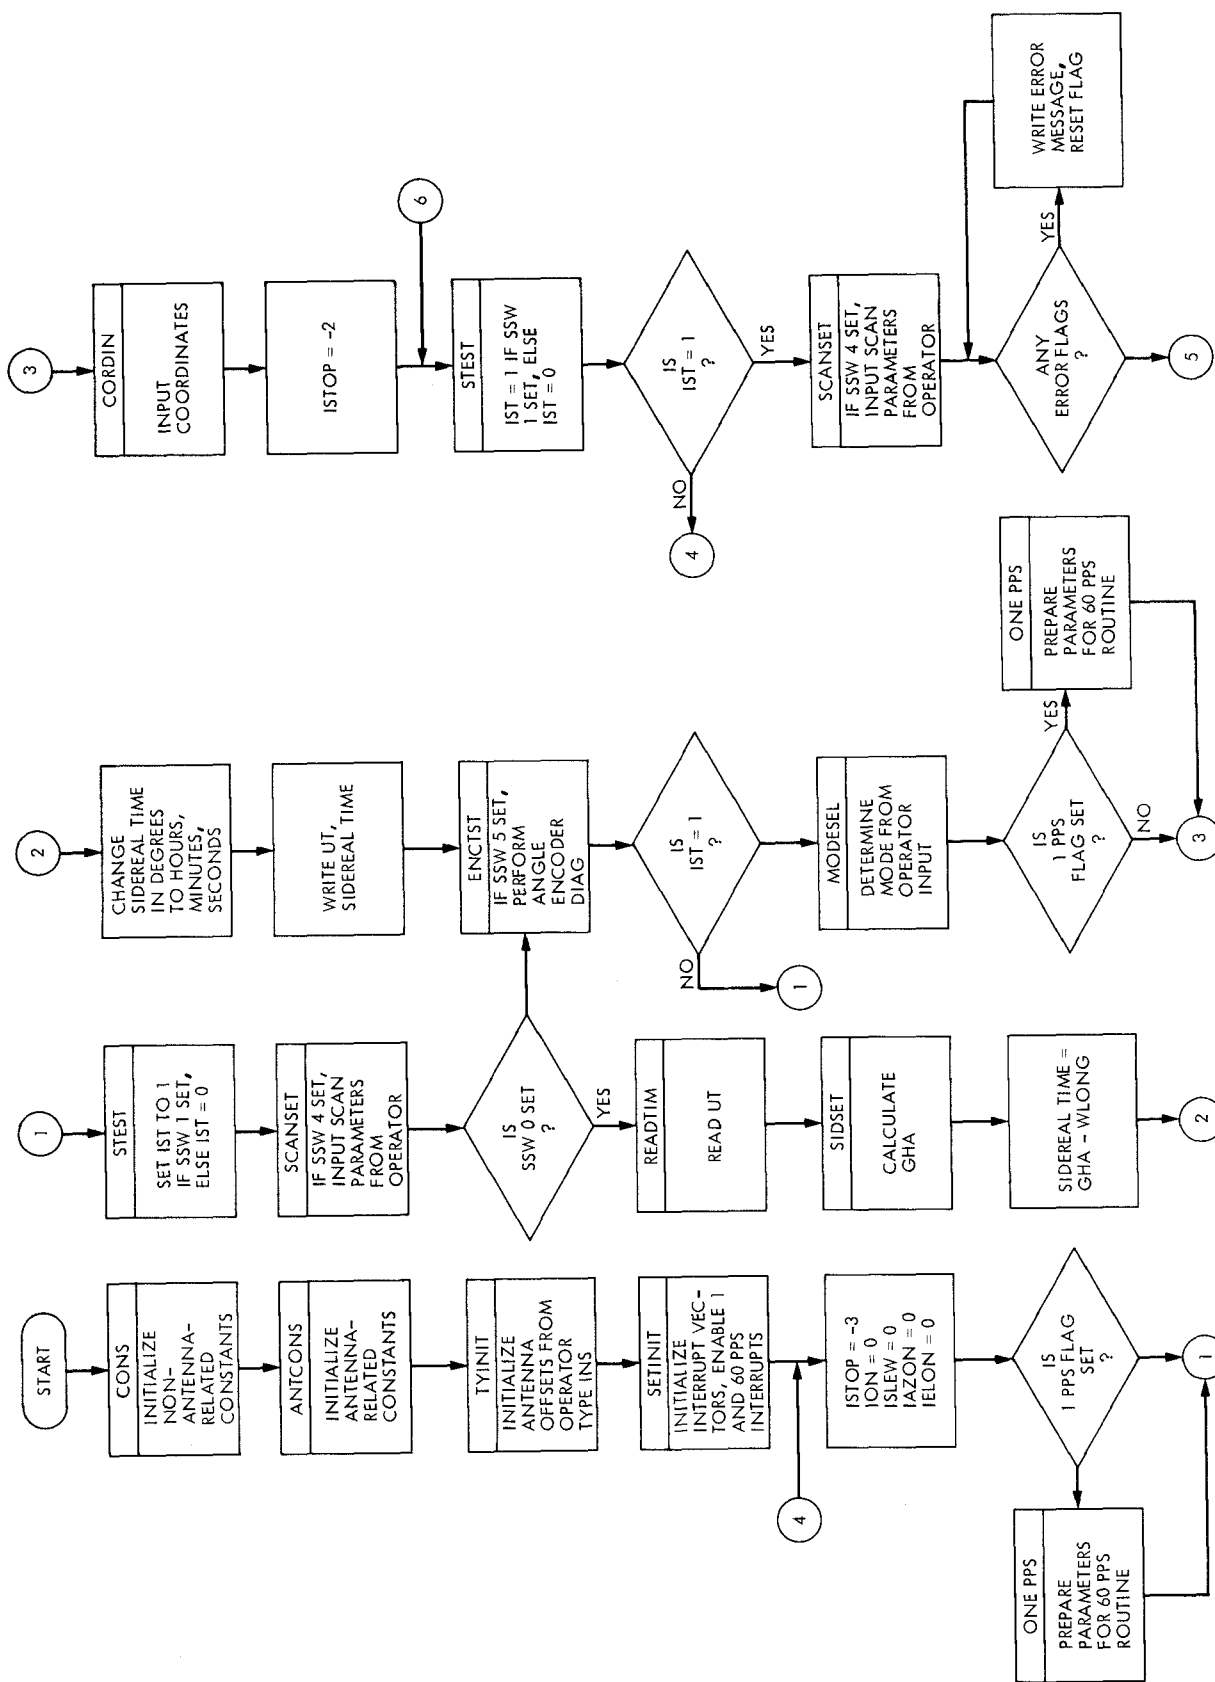 START
CONS
INITIALIZE
NON-
ANTENNA-
RELATED
CONSTANTS
ANTCONS
INITIALIZE
ANTENNA-
RELATED
CONSTANTS
TYINIT
INITIALIZE
ANTENNA
OFFSETS FROM
OPERATOR
TYPE INS
SETINIT
INITIALIZE
INTERRUPT VEC-
TORS, ENABLE 1
AND 60 PPS
INTERRUPTS
4
ISTOP = -3
ION = 0
ISLEW = 0
IAZON = 0
IELON = 0
IS
1 PPS FLAG
SET
?
ONE PPS
PREPARE
PARAMETERS
FOR 60 PPS
ROUTINE
1
1
STEST
SET IST TO 1
IF SSW 1 SET,
ELSE IST = 0
SCANSET
IF SSW 4 SET,
INPUT SCAN
PARAMETERS
FROM
OPERATOR
IS
SSW 0 SET
?
YES
READTIM
READ UT
SIDSET
CALCULATE
GHA
SIDEREAL TIME =
GHA - WLONG
2
2
CHANGE
SIDEREAL TIME
IN DEGREES
TO HOURS,
MINUTES,
SECONDS
WRITE UT,
SIDEREAL TIME
ENCTST
IF SSW 5 SET,
PERFORM
ANGLE
ENCODER
DIAG
IS
IST = 1
?
NO
1
MODESEL
DETERMINE
MODE FROM
OPERATOR
INPUT
IS
1 PPS
FLAG SET
?
YES
NO
ONE PPS
PREPARE
PARAMETERS
FOR 60 PPS
ROUTINE
3
3
CORDIN
INPUT
COORDINATES
ISTOP = -2
6
STEST
IST = 1 IF SSW
1 SET, ELSE
IST = 0
IS
IST = 1
?
NO
4
YES
SCANSET
IF SSW 4 SET,
INPUT SCAN
PARAMETERS
FROM
OPERATOR
ANY
ERROR FLAGS
?
YES
WRITE ERROR
MESSAGE,
RESET FLAG
5